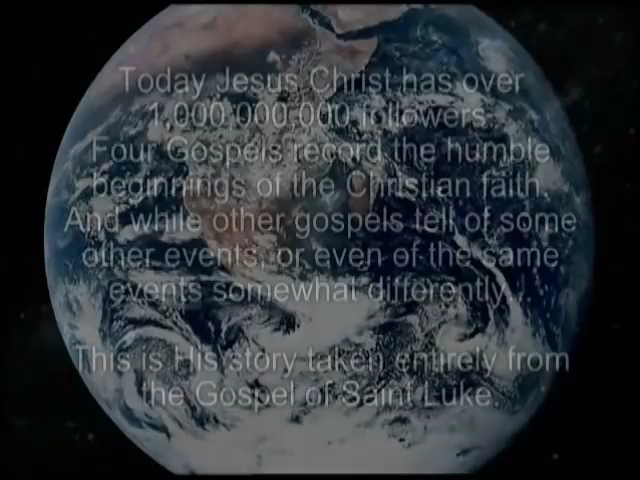 Today Jesus Christ has over
1,000,000,000 followers.
Four Gospels record the humble
beginnings of the Christian faith.
And while other gospels tell of some
other events, or even of the same
events somewhat differently...
This is His story taken entirely from
the Gospel of Saint Luke.